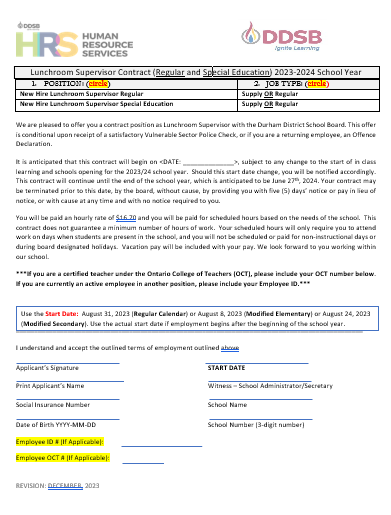 DDSB
HRS HUMAN
RESOURCE
SERVICES
DDSB
Ignite Learning
Lunchroom Supervisor Contract (Regular and Special Education) 2023-2024 School Year
1. POSITION: (circle) 2. JOB TYPE: (circle)
New Hire Lunchroom Supervisor Regular Supply OR Regular
New Hire Lunchroom Supervisor Special Education Supply OR Regular
We are pleased to offer you a contract position as Lunchroom Supervisor with the Durham District School Board. This offer
is conditional upon receipt of a satisfactory Vulnerable Sector Police Check, or if you are a returning employee, an Offence
Declaration.
It is anticipated that this contract will begin on <DATE: _______________>, subject to any change to the start of in class
learning and schools opening for the 2023/24 school year. Should this start date change, you will be notified accordingly.
This contract will continue until the end of the school year, which is anticipated to be June 27th, 2024. Your contract may
be terminated prior to this date, by the board, without cause, by providing you with five (5) days' notice or pay in lieu of
notice, or with cause at any time and with no notice required to you.
You will be paid an hourly rate of $16.70 and you will be paid for scheduled hours based on the needs of the school. This
contract does not guarantee a minimum number of hours of work. Your scheduled hours will only require you to attend
work on days when students are present in the school, and you will not be scheduled or paid for non-instructional days or
during board designated holidays. Vacation pay will be included with your pay. We look forward to you working within
our school.
***If you are a certified teacher under the Ontario College of Teachers (OCT), please include your OCT number below.
If you are currently an active employee in another position, please include your Employee ID.***
Use the Start Date: August 31, 2023 (Regular Calendar) or August 8, 2023 (Modified Elementary) or August 24, 2023
(Modified Secondary). Use the actual start date if employment begins after the beginning of the school year.
I understand and accept the outlined terms of employment outlined above
Applicant's Signature START DATE
Print Applicant's Name Witness – School Administrator/Secretary
Social Insurance Number School Name
Date of Birth YYYY-MM-DD School Number (3-digit number)
Employee ID # (If Applicable):
Employee OCT # (If Applicable):
REVISION: DECEMBER, 2023